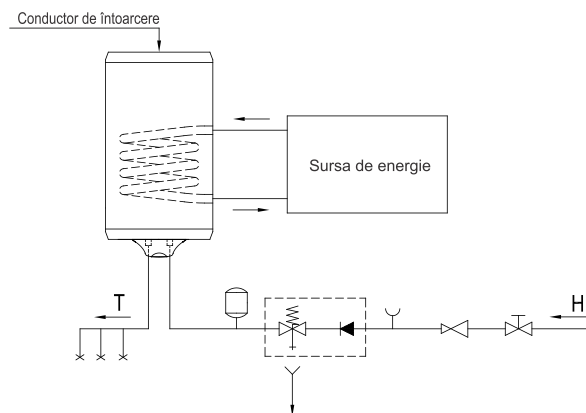 Conductor de întoarcere
Sursa de energie
T
H